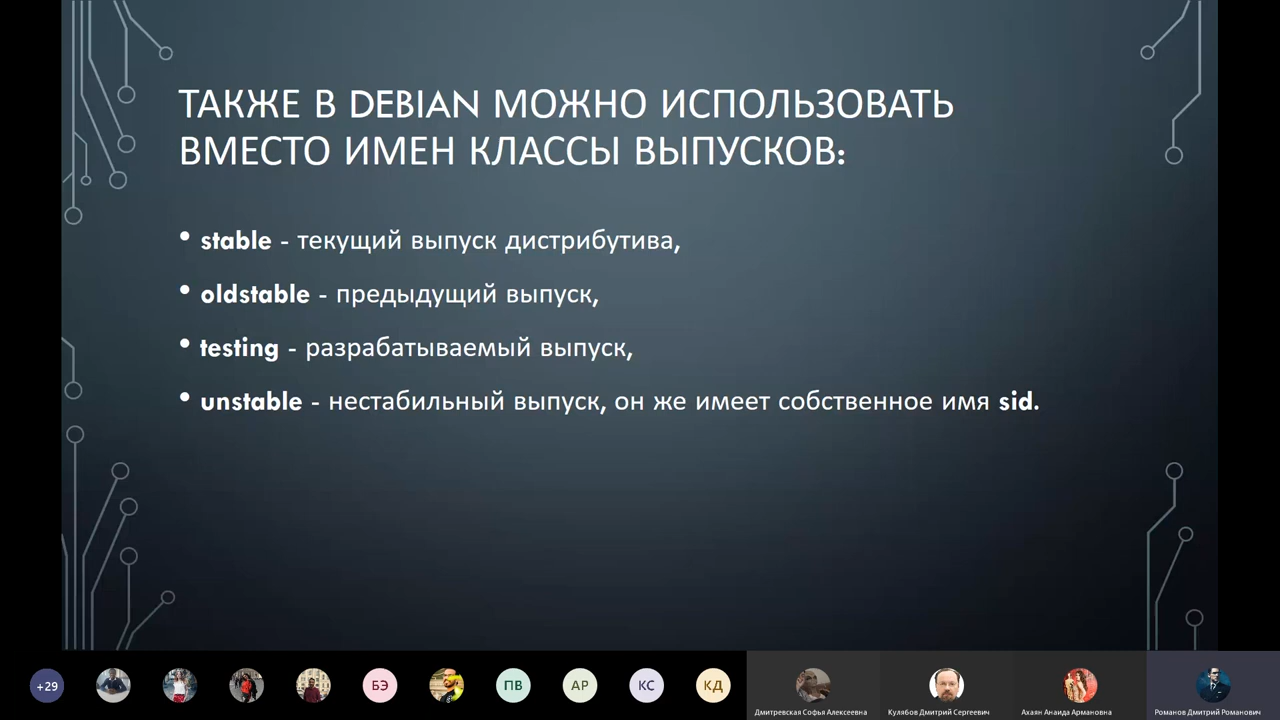 ТАКЖЕ В DEBIAN МОЖНО ИСПОЛЬЗОВАТЬ
ВМЕСТО ИМЕН КЛАССЫ ВЫПУСКОВ:
• stable - текущий выпуск дистрибутива,
• oldstable - предыдущий выпуск,
• testing - разрабатываемый выпуск,
• unstable - нестабильный выпуск, он же имеет собственное имя sid.
+29 БЭ ПВ АР КС КД
Дмитревская Софья Алексеевна Кулябов Дмитрий Сергеевич Ахаян Анаида Армановна Романов Дмитрий Романович